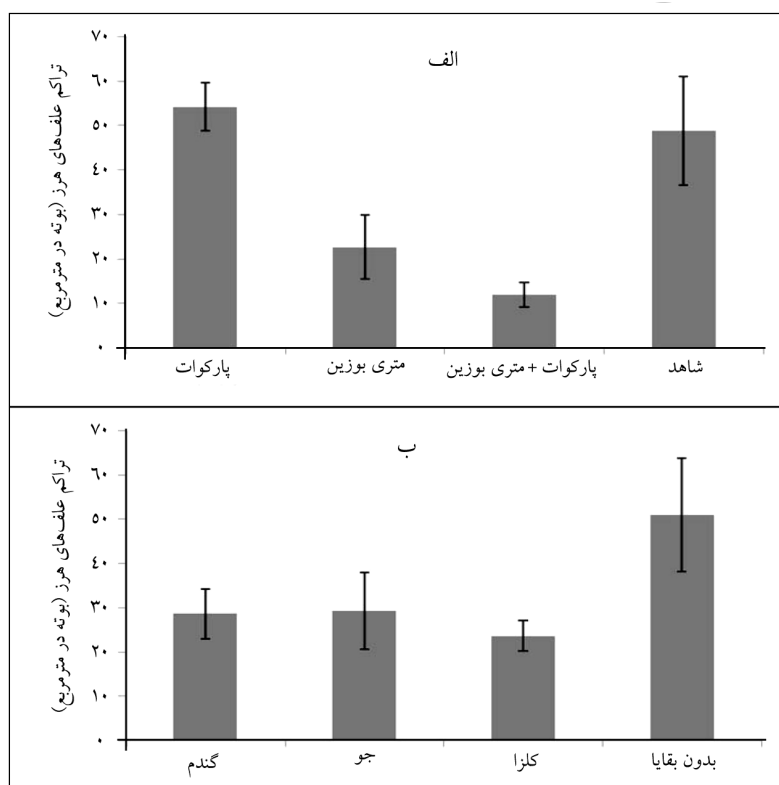 الف
تراکم علف‌های هرز (بوته در مترمربع)
۷۰
۶۰
۵۰
۴۰
۳۰
۲۰
۱۰
۰
پارکوات
متری بوزین
پارکوات + متری بوزین
شاهد
ب
تراکم علف‌های هرز (بوته در مترمربع)
۷۰
۶۰
۵۰
۴۰
۳۰
۲۰
۱۰
۰
گندم
جو
کلزا
بدون بقایا